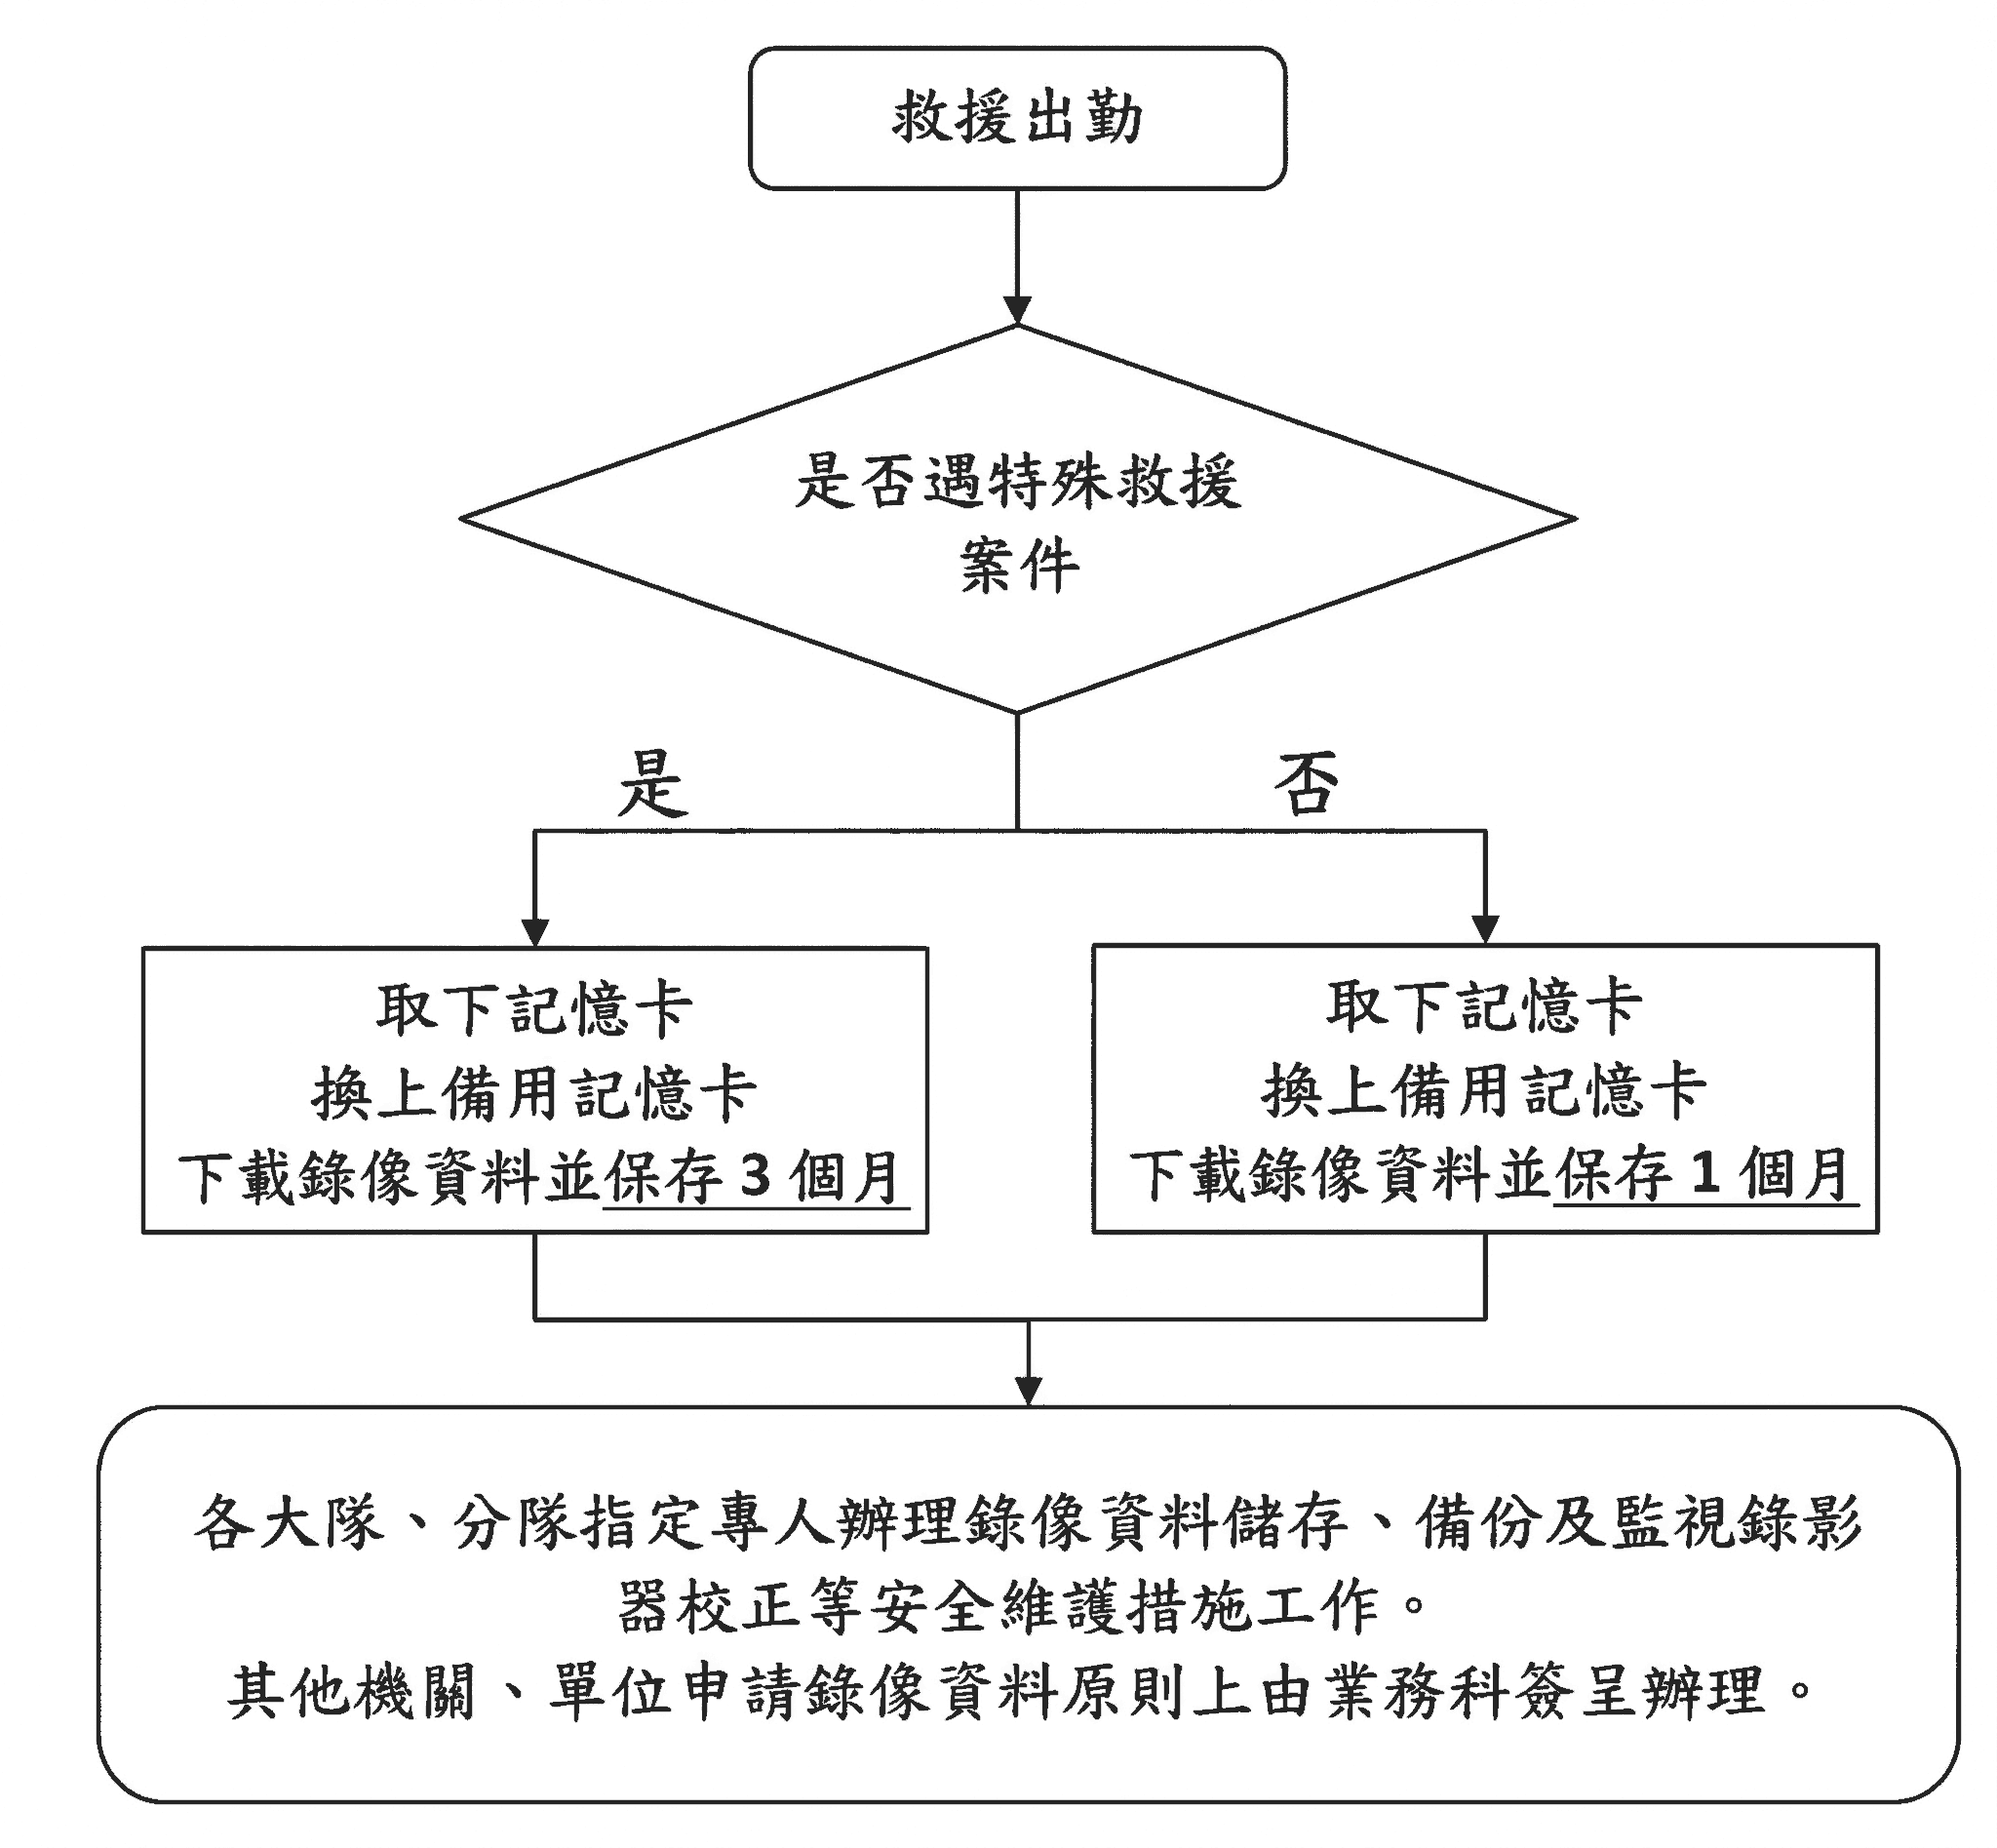 救援出勤
是否遇特殊救援
案件
是
否
取下記憶卡
換上備用記憶卡
下載錄像資料並保存3個月
取下記憶卡
換上備用記憶卡
下載錄像資料並保存1個月
各大隊、分隊指定專人辦理錄像資料儲存、備份及監視錄影
器校正等安全維護措施工作。
其他機關、單位申請錄像資料原則上由業務科簽呈辦理。